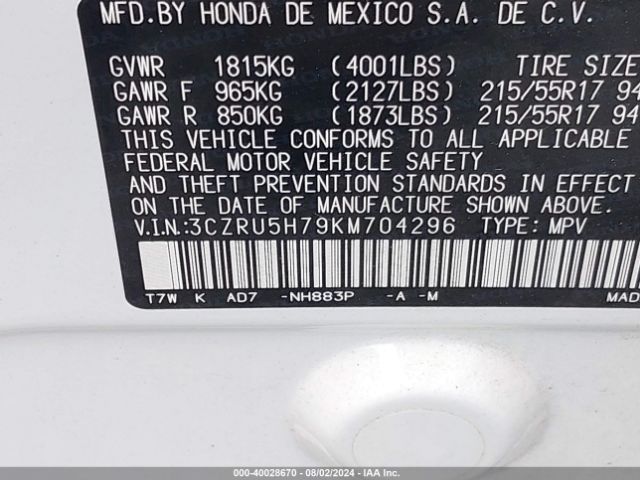 MFD.BY HONDA DE MEXICO S.A. DE C.V.
GVWR 1815KG (4001LBS) TIRE SIZE
GAWR F 965KG (2127LBS) 215/55R17 94
GAWR R 850KG (1873LBS) 215/55R17 94
THIS VEHICLE CONFORMS TO ALL APPLICABLE
FEDERAL MOTOR VEHICLE SAFETY
AND THEFT PREVENTION STANDARDS IN EFFECT
ON THE DATE OF MANUFACTURE SHOWN ABOVE.
V.I.N:3CZRU5H79KM704296 TYPE: MPV
T7W K AD7 -NH883P -A -M MAD
000-40028670 - 08/02/2024 - IAA Inc.